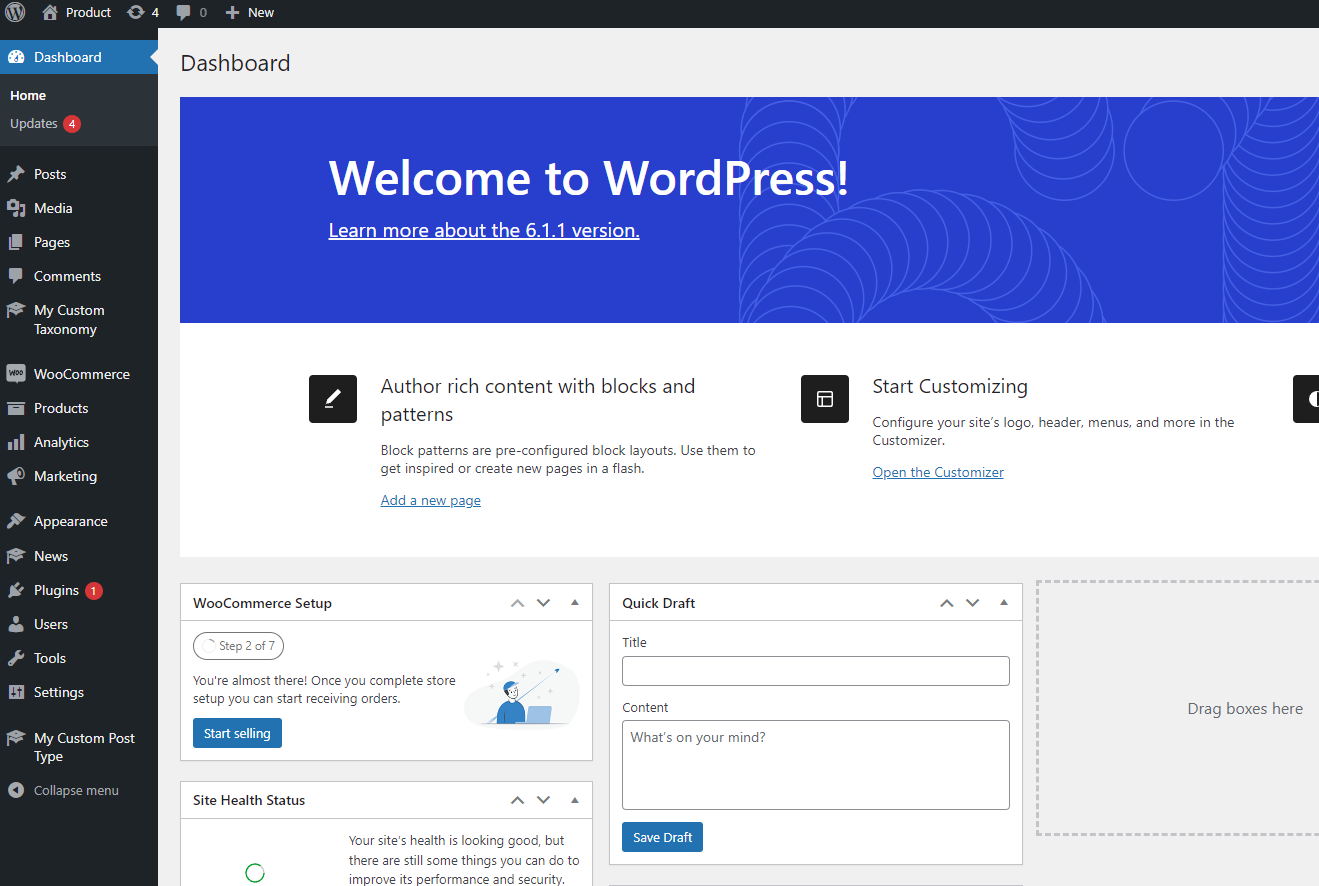 Product 4 0 New
Dashboard
Home
Updates 4
Posts
Media
Pages
Comments
My Custom
Taxonomy
WooCommerce
Products
Analytics
Marketing
Appearance
News
Plugins 1
Users
Tools
Settings
My Custom Post
Type
Collapse menu
Dashboard
Welcome to WordPress!
Learn more about the 6.1.1 version.
Author rich content with blocks and
patterns
Block patterns are pre-configured block layouts. Use them to
get inspired or create new pages in a flash.
Add a new page
Start Customizing
Configure your site’s logo, header, menus, and more in the
Customizer.
Open the Customizer
WooCommerce Setup
Step 2 of 7
You're almost there! Once you complete store
setup you can start receiving orders.
Start selling
Site Health Status
Your site’s health is looking good, but
there are still some things you can do to
improve its performance and security.
Quick Draft
Title
Content
What’s on your mind?
Save Draft
Drag boxes here